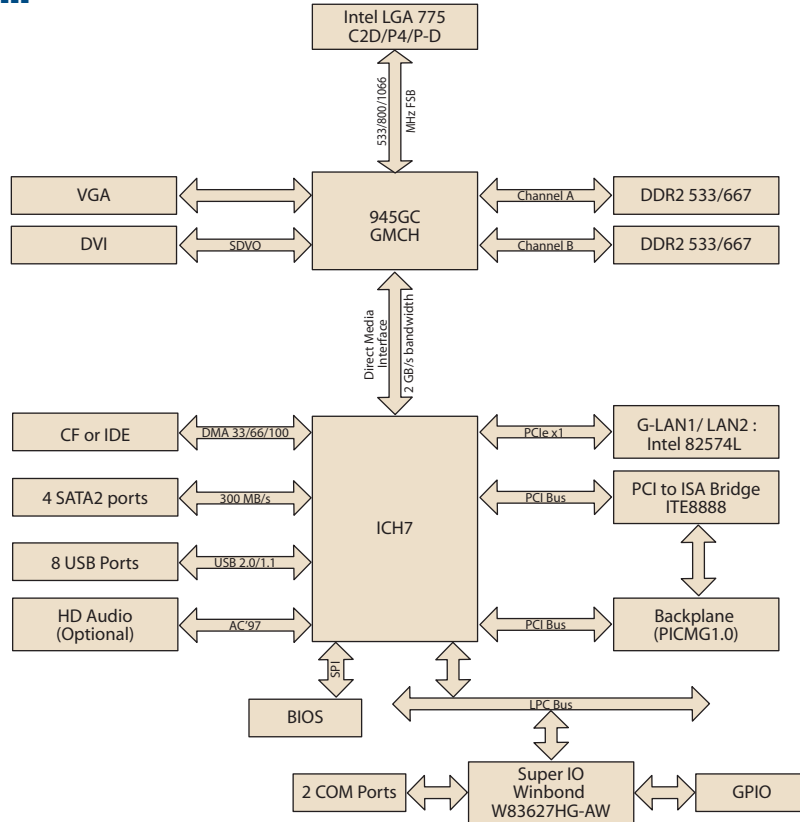 Intel LGA 775
C2D/P4/P-D
533/800/1066
MHz FSB
VGA
945GC
GMCH
Channel A
DDR2 533/667
DVI
SDVO
Channel B
DDR2 533/667
Direct Media
Interface
2 GB/s bandwidth
CF or IDE
DMA 33/66/100
ICH7
PCIe x1
G-LAN1/ LAN2 :
Intel 82574L
4 SATA2 ports
300 MB/s
PCI Bus
PCI to ISA Bridge
ITE8888
8 USB Ports
USB 2.0/1.1
HD Audio
(Optional)
AC'97
PCI Bus
Backplane
(PICMG1.0)
SPI
BIOS
LPC Bus
2 COM Ports
Super IO
Winbond
W83627HG-AW
GPIO